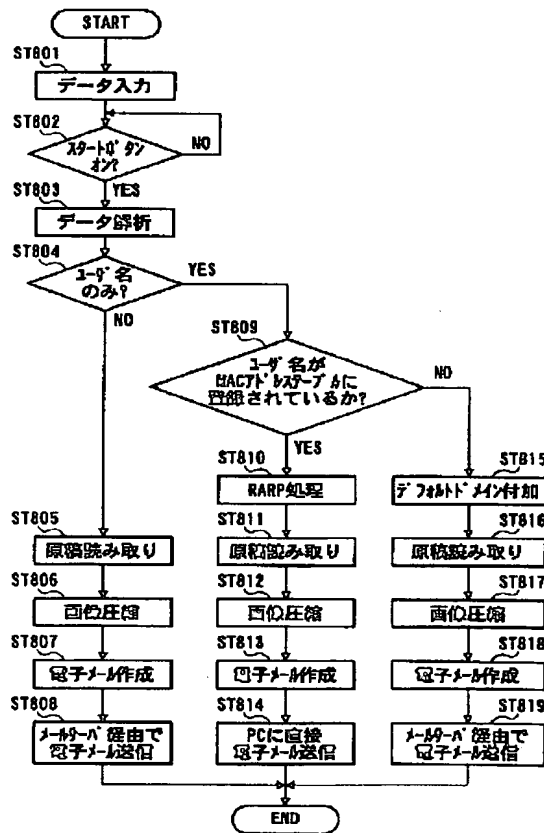 START
ST801
データ入力
ST802
スタートボタン
オン?
NO
YES
ST803
データ解析
ST804
ユーザ名
のみ?
YES
NO
ST809
ユーザ名が
MACアドレステーブルに
登録されているか?
NO
YES
ST810
RARP処理
ST815
デフォルトドメイン付加
ST805
原稿読み取り
ST811
原稿読み取り
ST816
原稿読み取り
ST806
画像圧縮
ST812
画像圧縮
ST817
画像圧縮
ST807
電子メール作成
ST813
電子メール作成
ST818
電子メール作成
ST808
メールサーバ経由で
電子メール送信
ST814
PCに直接
電子メール送信
ST819
メールサーバ経由で
電子メール送信
END